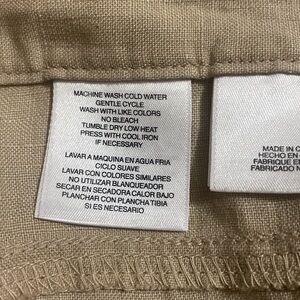 MACHINE WASH COLD WATER
GENTLE CYCLE
WASH WITH LIKE COLORS
NO BLEACH
TUMBLE DRY LOW HEAT
PRESS WITH COOL IRON
IF NECESSARY
LAVAR A MAQUINA EN AGUA FRIA
CICLO SUAVE
LAVAR CON COLORES SIMILARES
NO UTILIZAR BLANQUEADOR
SECAR EN SECADORA CALOR BAJO
PLANCHAR CON PLANCHA TIBIA
SI ES NECESARIO
MADE IN C
HECHO EN
FABRIQUE E
FABRICADO